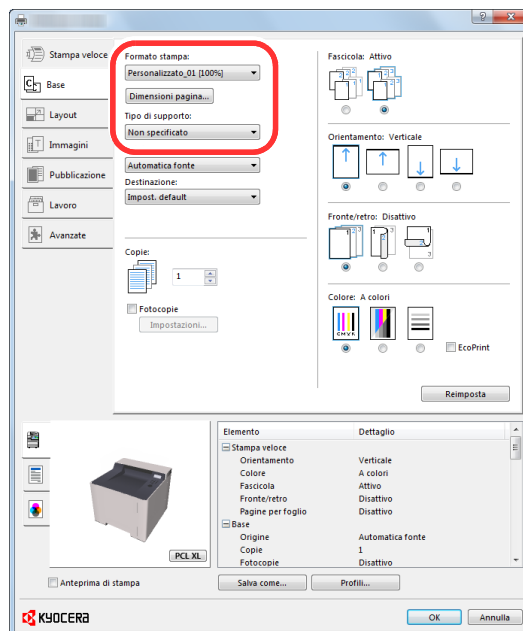 Stampa veloce
Base
Layout
Immagini
Pubblicazione
Lavoro
Avanzate
Formato stampa:
Personalizzato_01 [100%]
Dimensioni pagina...
Tipo di supporto:
Non specificato
Automatica fonte
Destinazione:
Impost. default
Copie:
1
Fotocopie
Impostazioni...
Fascicola: Attivo
Orientamento: Verticale
Fronte/retro: Disattivo
Colore: A colori
CMYK
EcoPrint
Reimposta
PCL XL
Anteprima di stampa
Elemento Dettaglio
Stampa veloce
Orientamento Verticale
Colore A colori
Fascicola Attivo
Fronte/retro Disattivo
Pagine per foglio Disattivo
Base
Origine Automatica fonte
Copie 1
Fotocopie Disattivo
Salva come... Profili...
KYOCERA
OK Annulla